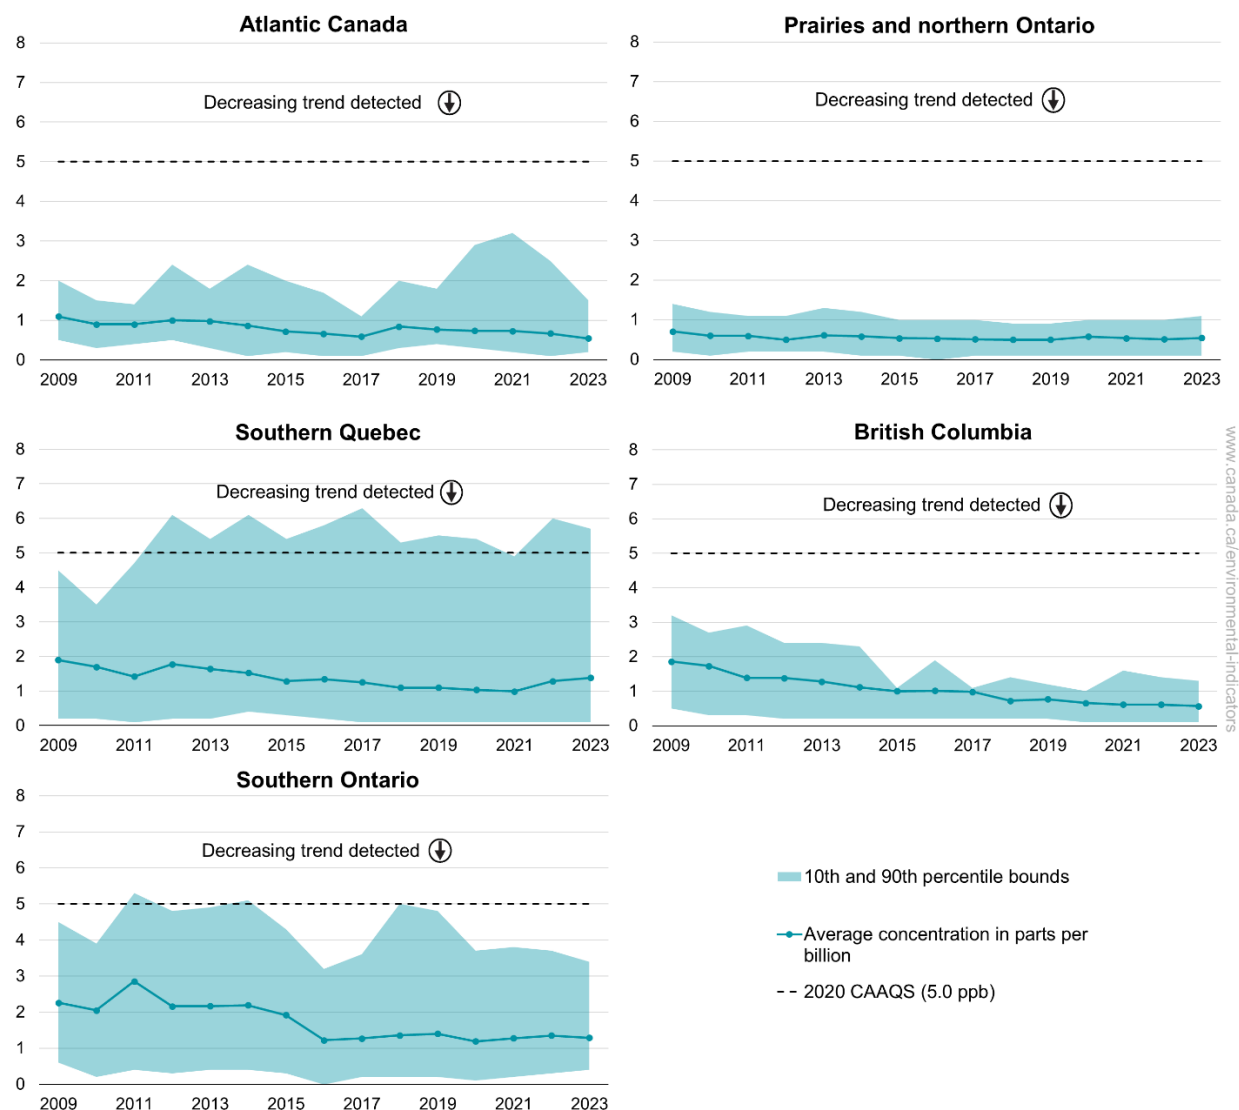 Atlantic Canada
8
7
Decreasing trend detected
6
5
4
3
2
1
0
2009 2011 2013 2015 2017 2019 2021 2023
Prairies and northern Ontario
8
7
Decreasing trend detected
6
5
4
3
2
1
0
2009 2011 2013 2015 2017 2019 2021 2023
Southern Quebec
8
7
Decreasing trend detected
6
5
4
3
2
1
0
2009 2011 2013 2015 2017 2019 2021 2023
British Columbia
8
7
Decreasing trend detected
6
5
4
3
2
1
0
2009 2011 2013 2015 2017 2019 2021 2023
www.canada.ca/environmental-indicators
Southern Ontario
8
7
Decreasing trend detected
6
5
4
3
2
1
0
2009 2011 2013 2015 2017 2019 2021 2023
10th and 90th percentile bounds
Average concentration in parts per
billion
2020 CAAQS (5.0 ppb)